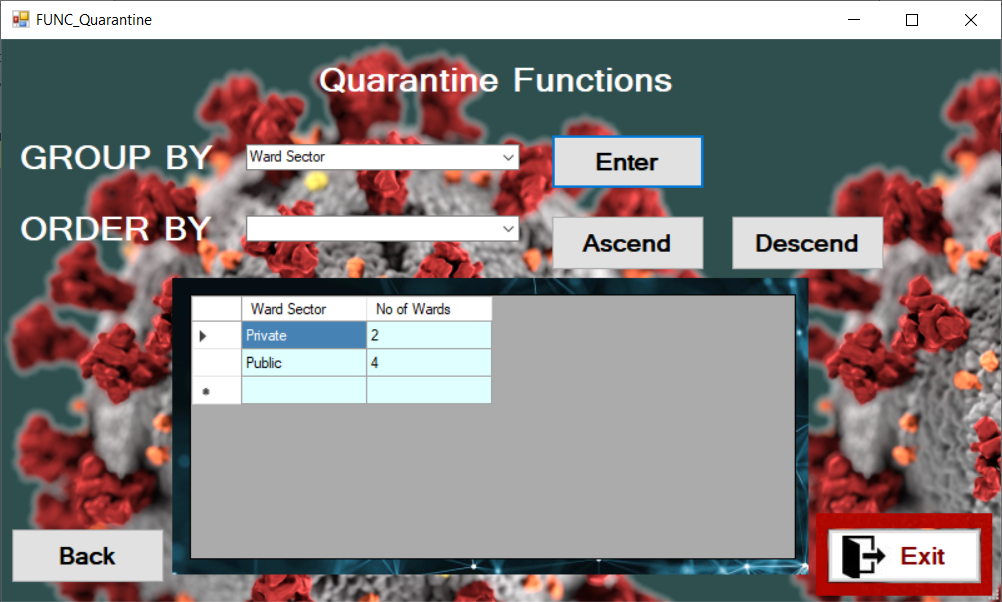 FUNC_Quarantine
Quarantine Functions
GROUP BY Ward Sector Enter
ORDER BY Ascend Descend
Ward Sector No of Wards
Private 2
Public 4
Back Exit